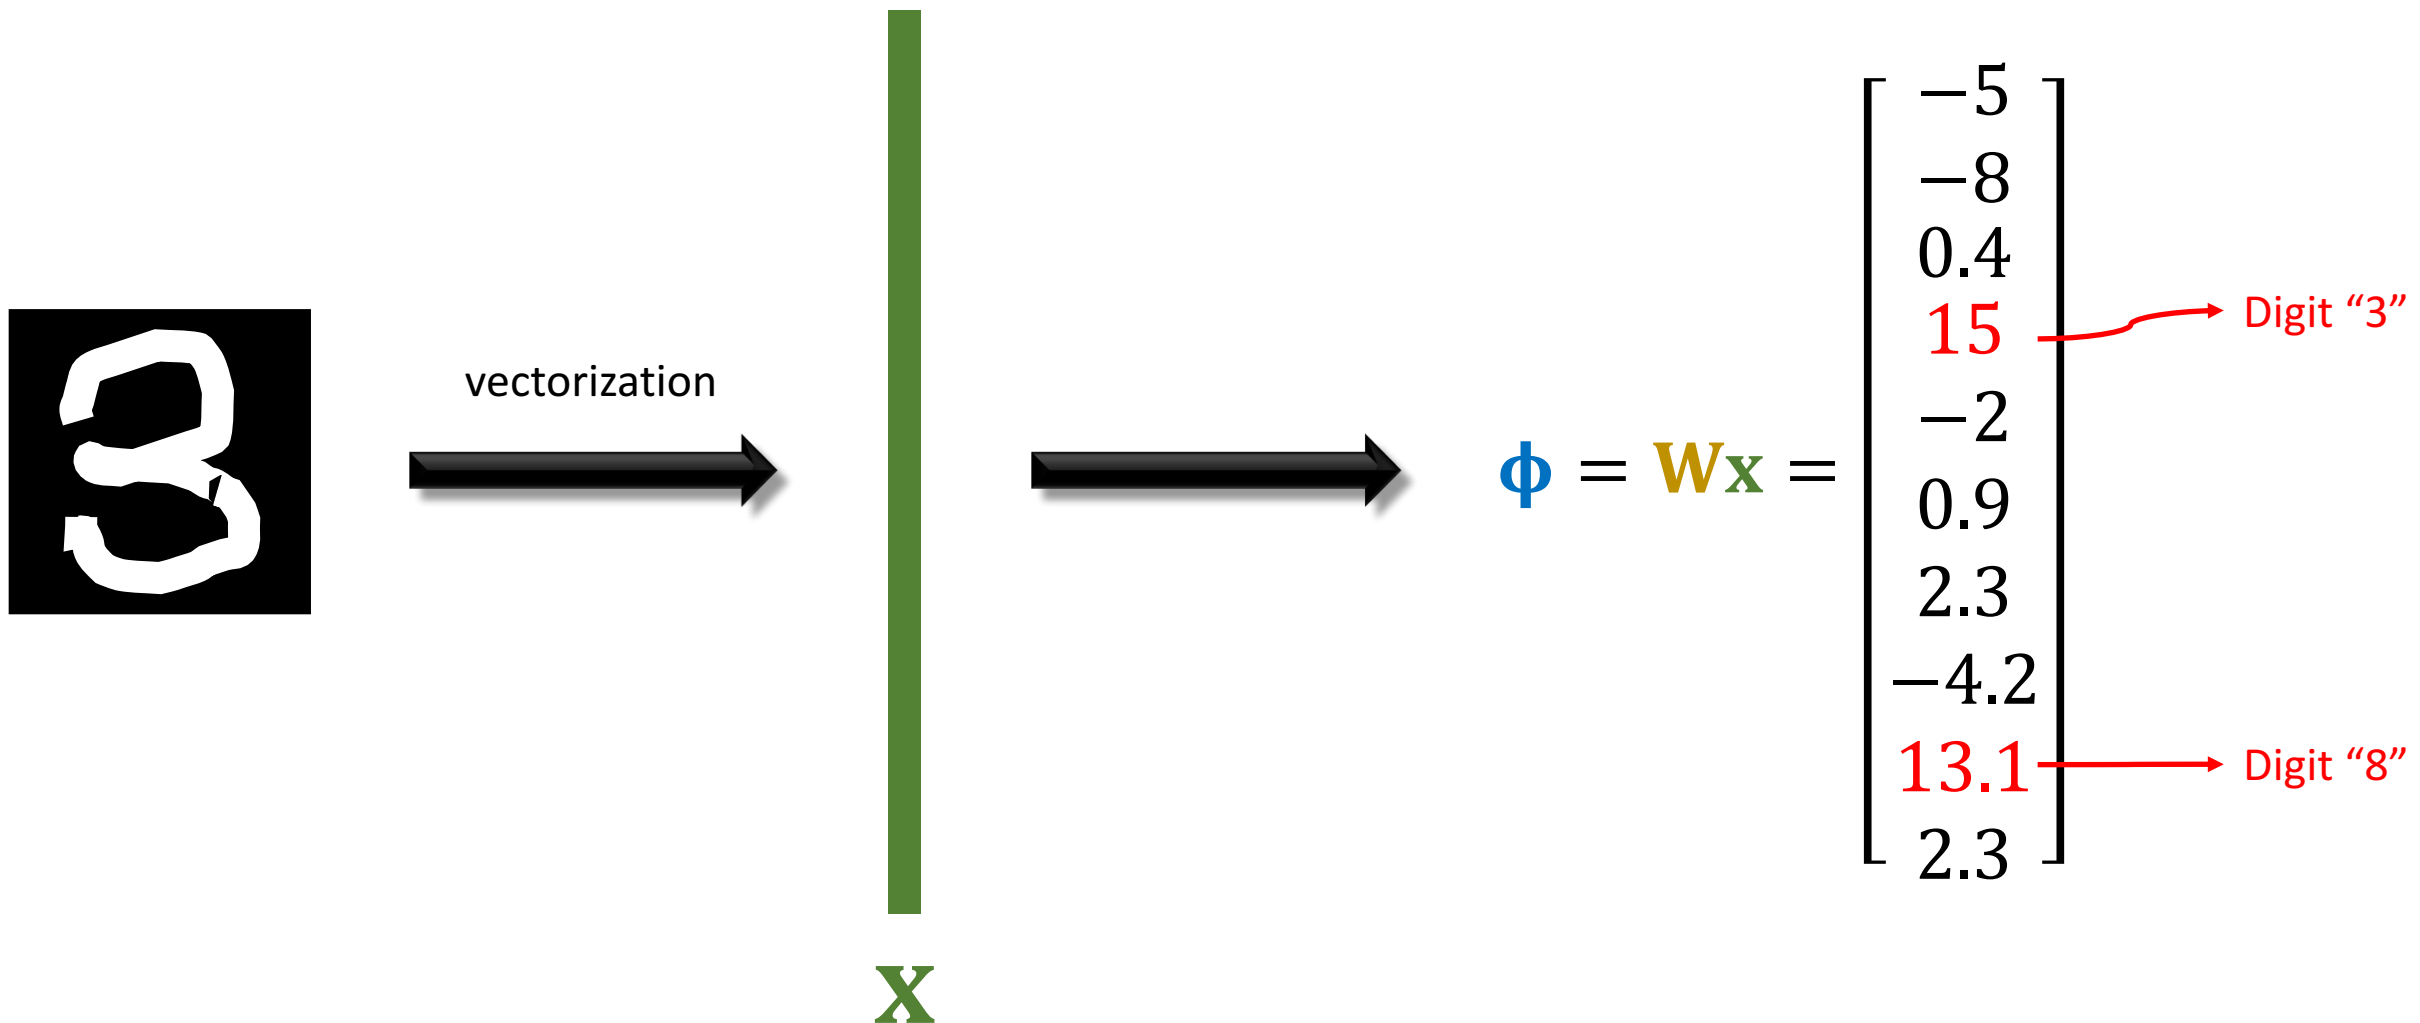 vectorization
x
ϕ = Wx =
−5
−8
0.4
15
−2
0.9
2.3
−4.2
13.1
2.3
Digit “3”
Digit “8”